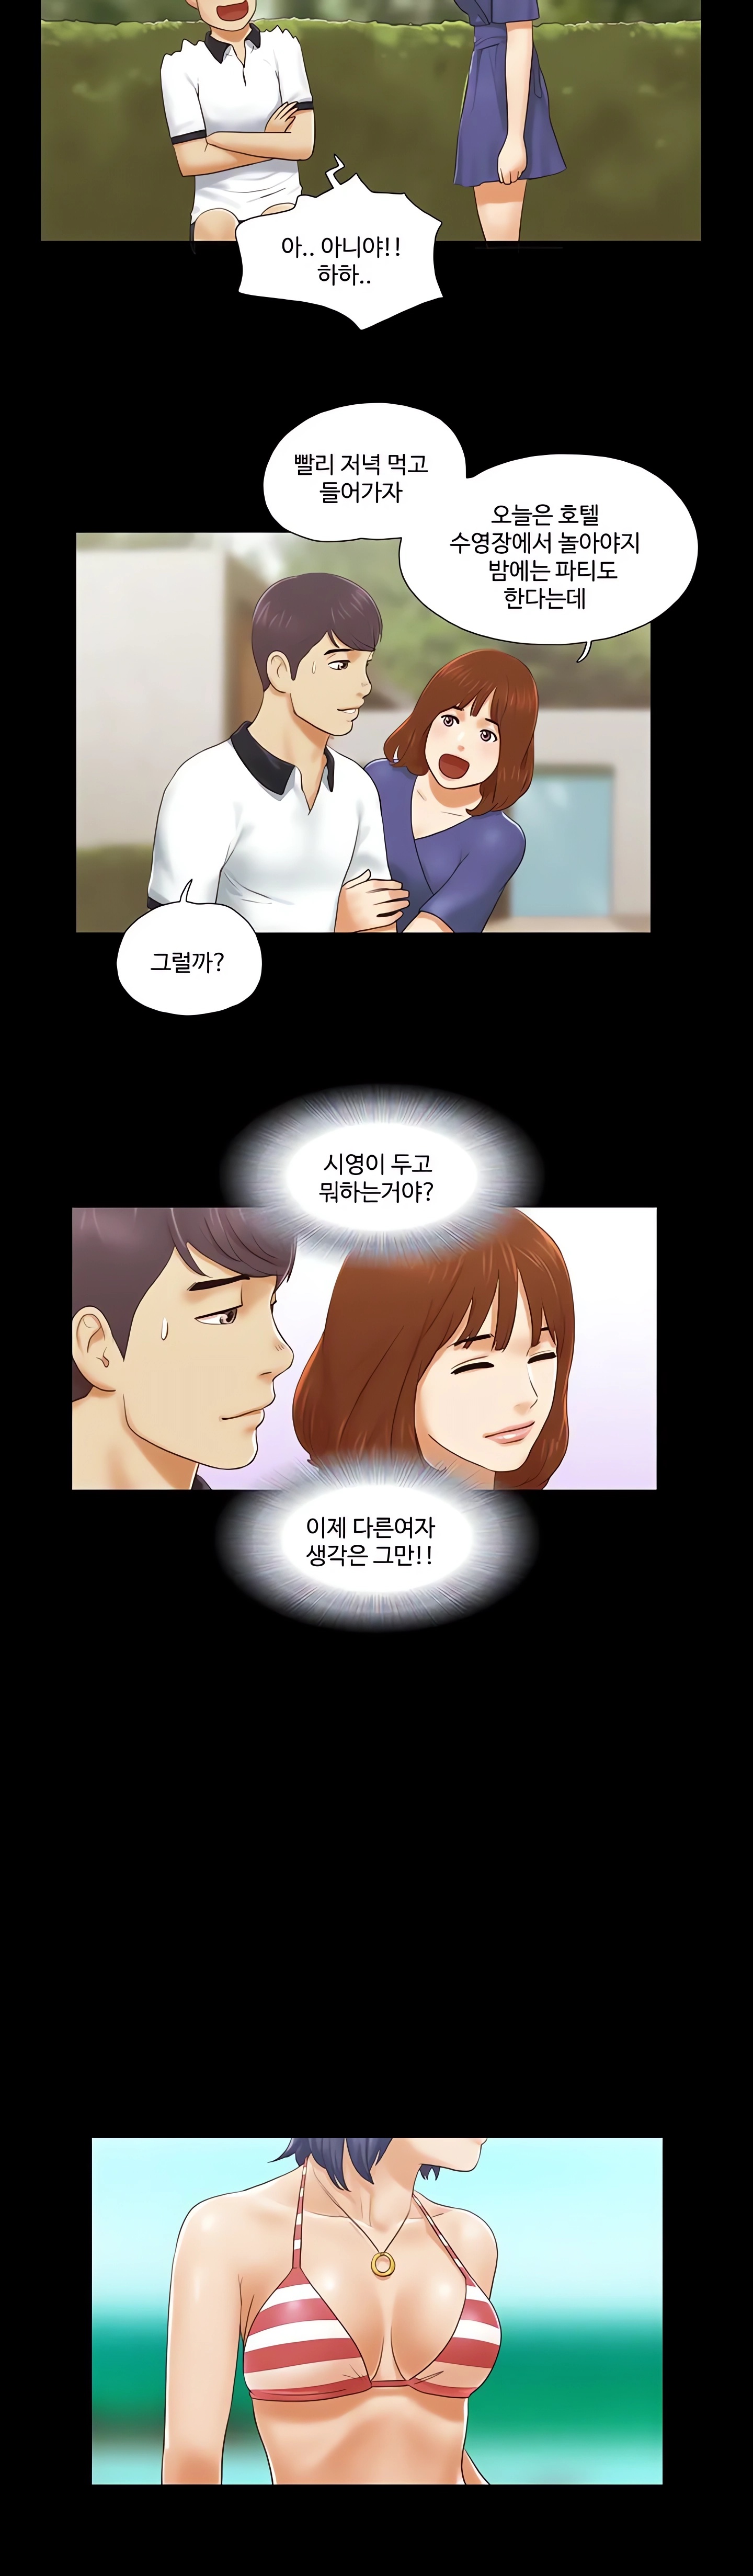 아.. 아니야!!
하하..
빨리 저녁 먹고
들어가자
오늘은 호텔
수영장에서 놀아야지
밤에는 파티도
한다는데
그럴까?
시영이 두고
뭐하는거야?
이제 다른여자
생각은 그만!!